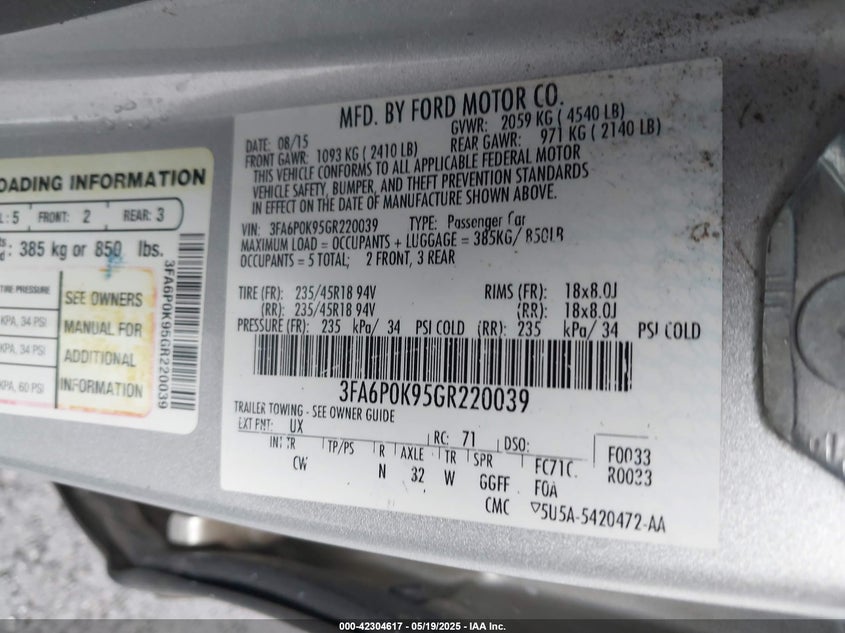 MFD. BY FORD MOTOR CO.
DATE: 08/15 GVWR: 2059 KG ( 4540 LB)
FRONT GAWR: 1093 KG ( 2410 LB) REAR GAWR: 971 KG ( 2140 LB)
THIS VEHICLE CONFORMS TO ALL APPLICABLE FEDERAL MOTOR
VEHICLE SAFETY, BUMPER, AND THEFT PREVENTION STANDARDS
IN EFFECT ON THE DATE OF MANUFACTURE SHOWN ABOVE.
VIN: 3FA6P0K95GR220039 TYPE: Passenger Car
MAXIMUM LOAD = OCCUPANTS + LUGGAGE = 385KG/ 850LB
OCCUPANTS = 5 TOTAL; 2 FRONT, 3 REAR
TIRE (FR): 235/45R18 94V RIMS (FR): 18x8.0J
(RR): 235/45R18 94V (RR): 18x8.0J
PRESSURE (FR): 235 kPa/ 34 PSI COLD (RR): 235 kPa/ 34 PSI COLD
3FA6P0K95GR220039
TRAILER TOWING - SEE OWNER GUIDE
EXT PNT: UX RC: 71 DSO:
INT TR TP/PS R AXLE TR SPR FC71C F0033
CW N 32 W GGFF F0A R0033
CMC ▽5U5A-5420472-AA
OADING INFORMATION
: 5 FRONT: 2 REAR: 3
: 385 kg or 850 lbs.
TIRE PRESSURE
KPA, 34 PSI
KPA, 34 PSI
KPA, 60 PSI
SEE OWNERS
MANUAL FOR
ADDITIONAL
INFORMATION
3FA6P0K95GR220039
000-42304617 - 05/19/2025 - IAA Inc.